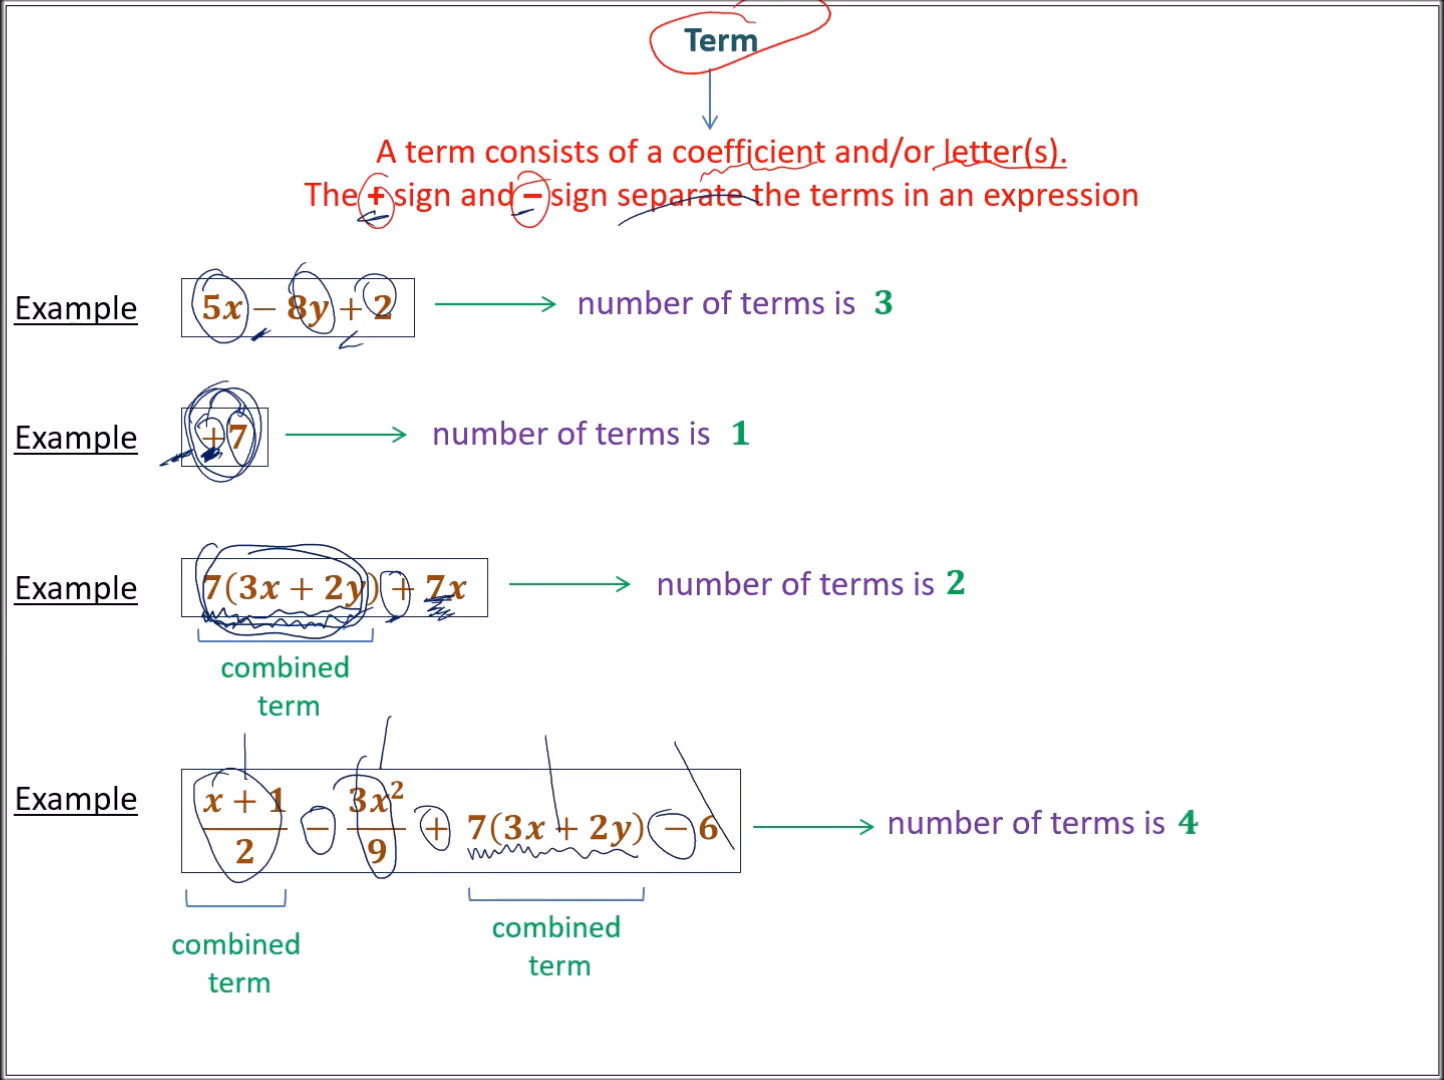 Term
A term consists of a coefficient and/or letter(s).
The + sign and − sign separate the terms in an expression
Example 5x − 8y + 2 number of terms is 3
Example +7 number of terms is 1
Example 7(3x + 2y) + 7x number of terms is 2
combined
term
Example (x + 1)/2 − 3x²/9 + 7(3x + 2y) − 6 number of terms is 4
combined
term
combined
term